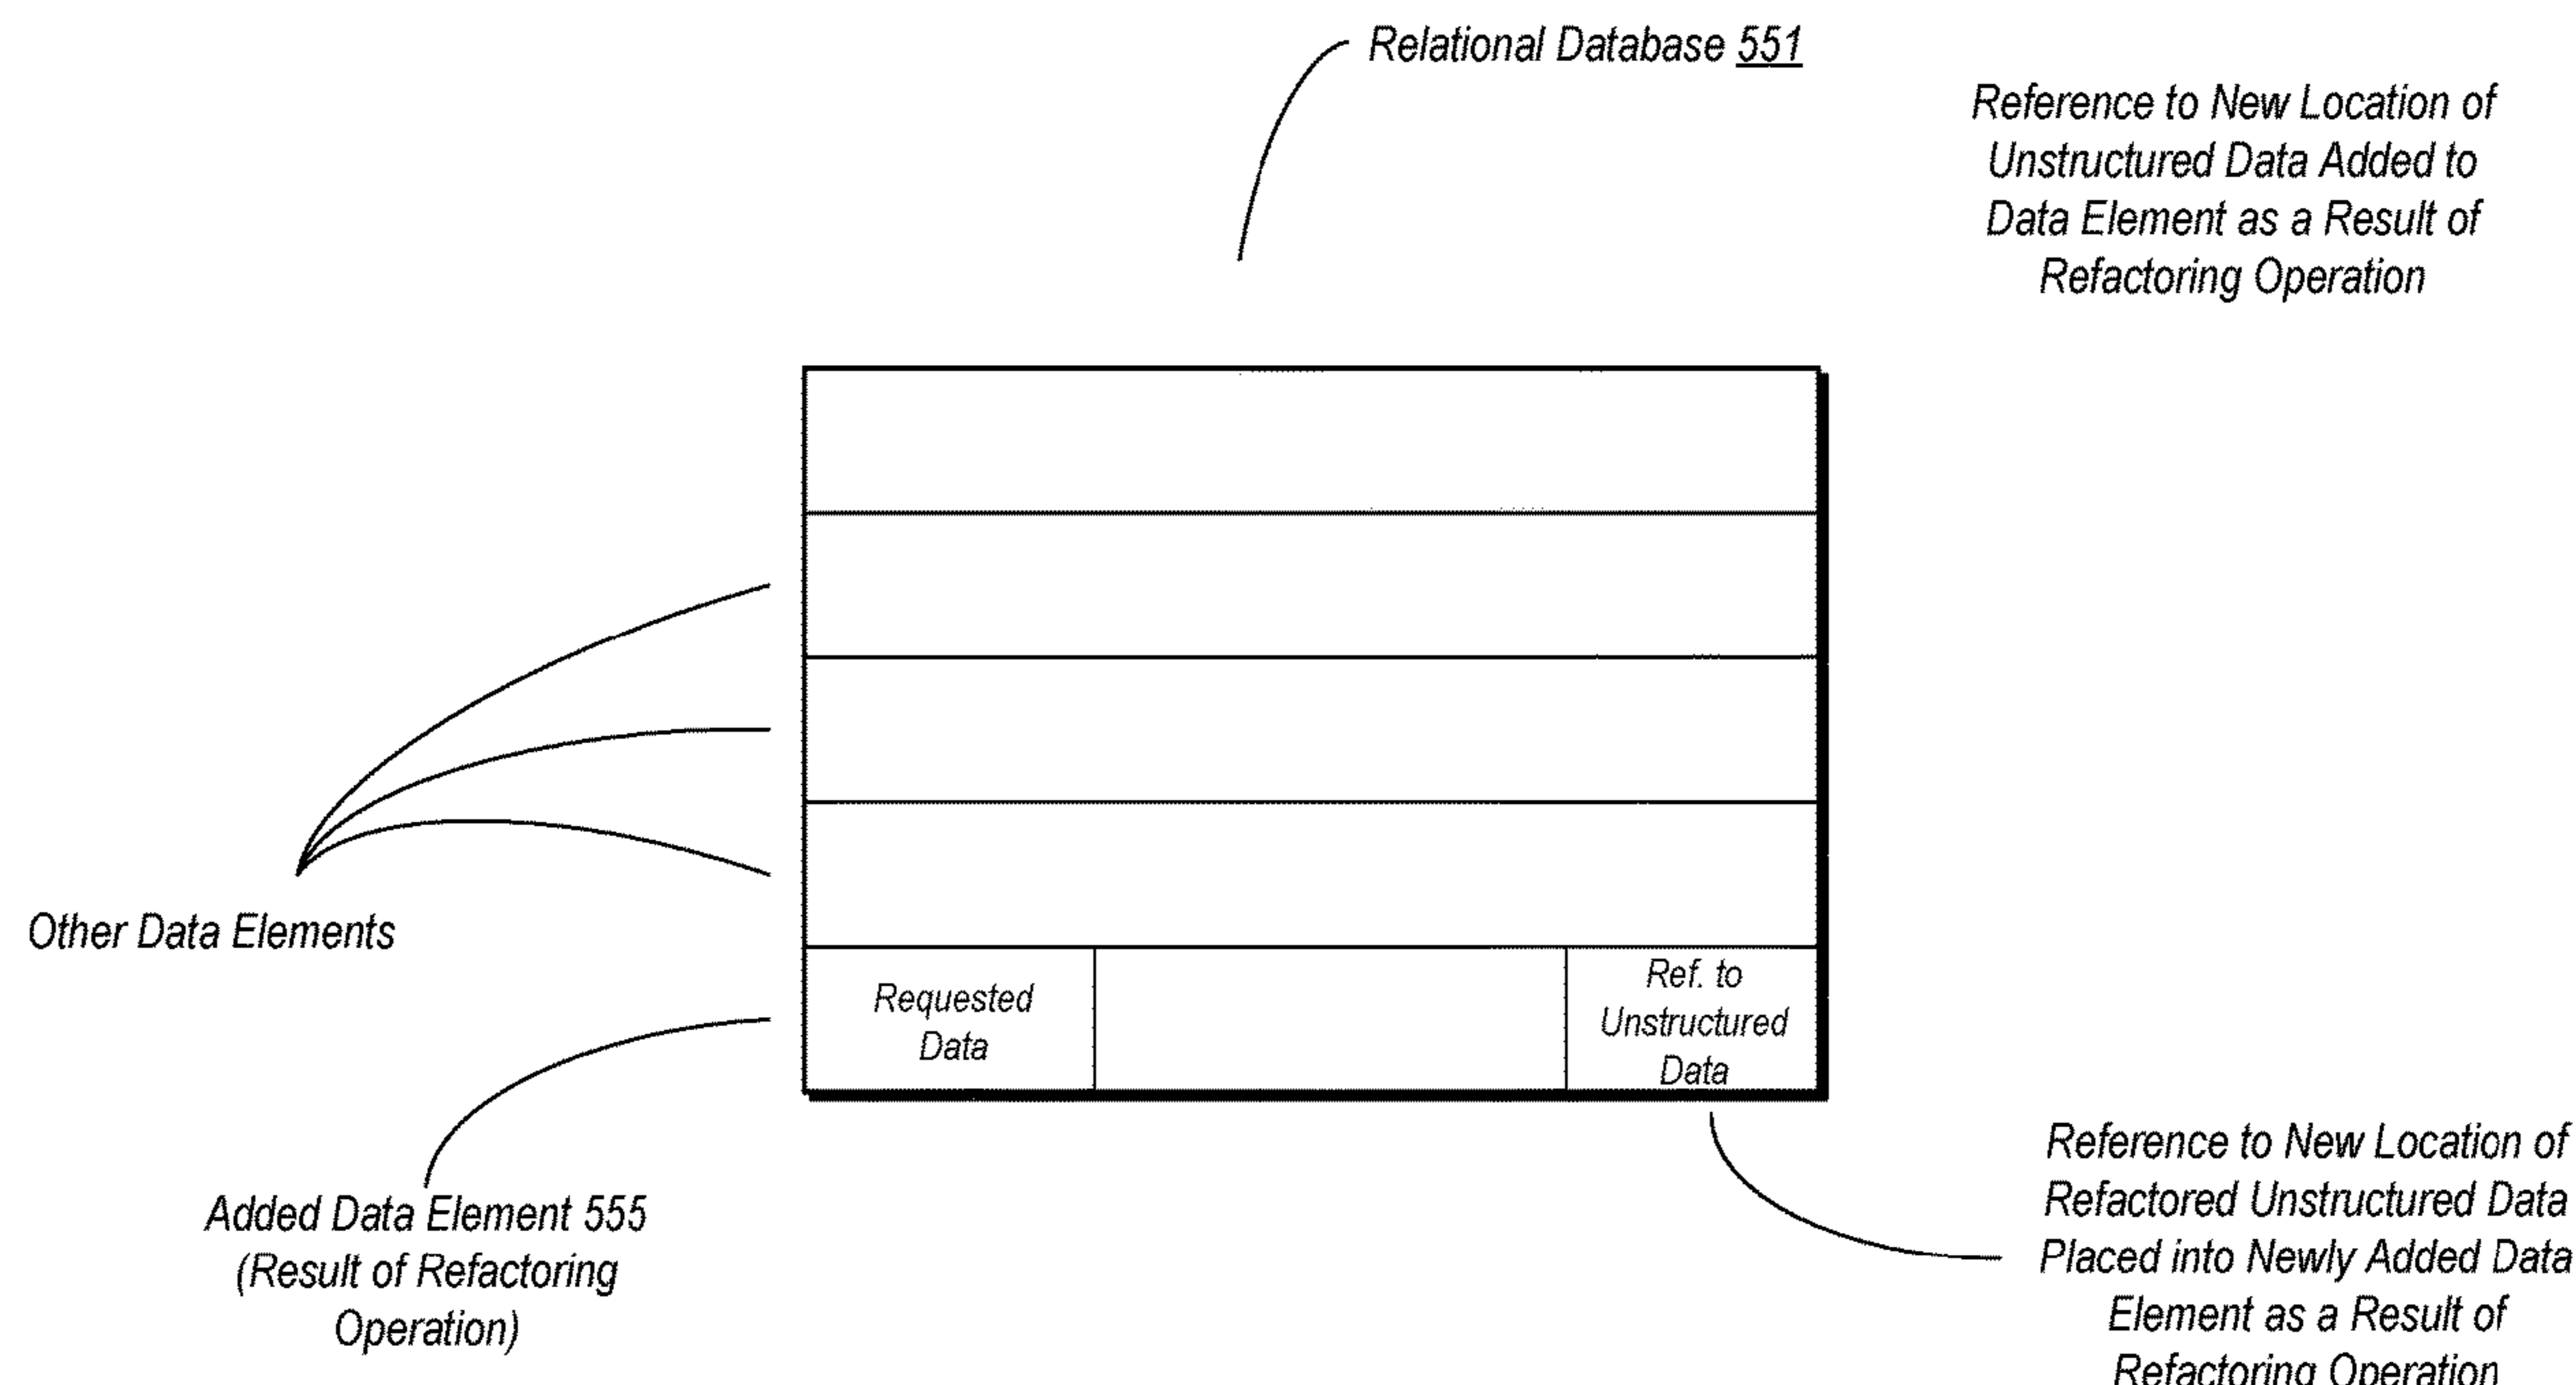 Relational Database 551
Reference to New Location of
Unstructured Data Added to
Data Element as a Result of
Refactoring Operation
Other Data Elements
Requested
Data
Ref. to
Unstructured
Data
Added Data Element 555
(Result of Refactoring
Operation)
Reference to New Location of
Refactored Unstructured Data
Placed into Newly Added Data
Element as a Result of
Refactoring Operation